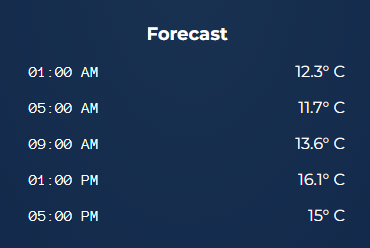 Forecast
01:00 AM 12.3° C
05:00 AM 11.7° C
09:00 AM 13.6° C
01:00 PM 16.1° C
05:00 PM 15° C